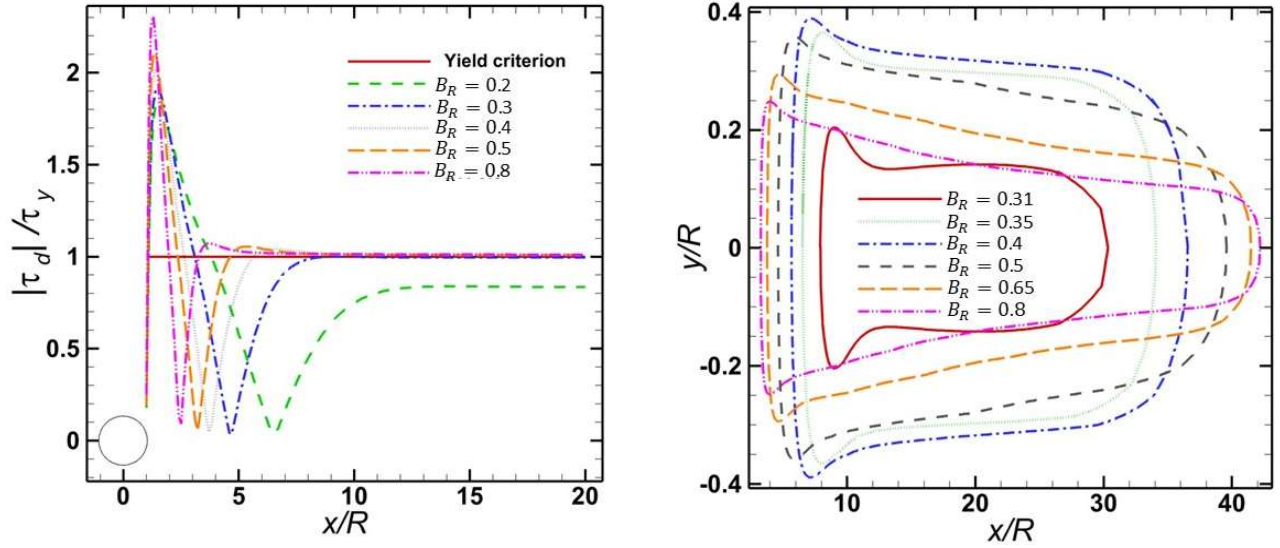 2
1.5
1
0.5
0
|τ_d| / τ_y
Yield criterion
B_R = 0.2
B_R = 0.3
B_R = 0.4
B_R = 0.5
B_R = 0.8
0 5 10 15 20
x/R
0.4
0.2
0
-0.2
-0.4
y/R
B_R = 0.31
B_R = 0.35
B_R = 0.4
B_R = 0.5
B_R = 0.65
B_R = 0.8
10 20 30 40
x/R